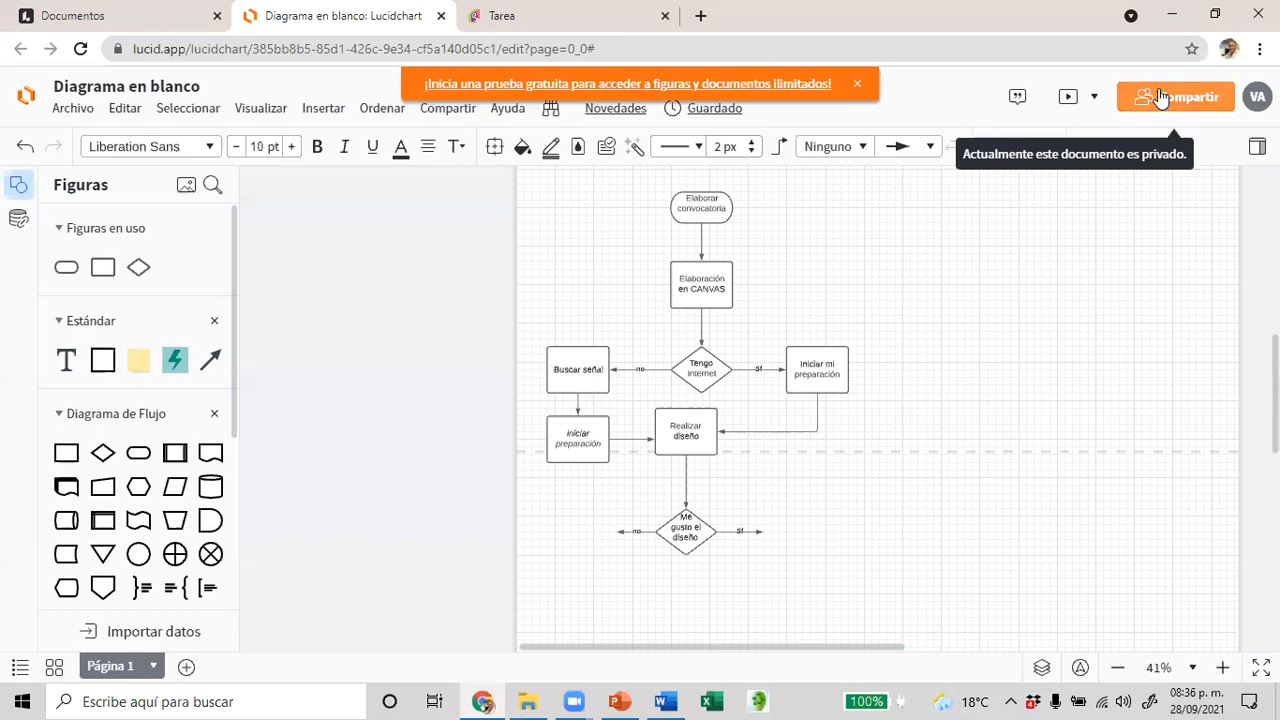 Documentos
Diagrama en blanco: Lucidchart
Tarea
lucid.app/lucidchart/385bb8b5-85d1-426c-9e34-cf5a140d05c1/edit?page=0_0#
Diagrama en blanco
¡Inicia una prueba gratuita para acceder a figuras y documentos ilimitados!
Archivo Editar Seleccionar Visualizar Insertar Ordenar Compartir Ayuda Novedades Guardado
VA
Liberation Sans
10 pt
B I U A T
2 px
Ninguno
Actualmente este documento es privado.
Figuras
Figuras en uso
Estándar
T
Diagrama de Flujo
Importar datos
Elaborar
convocatoria
Elaboración
en CANVAS
Buscar señal
no
Tengo
internet
Sí
Iniciar mi
preparación
iniciar
preparación
Realizar
diseño
no
Me
gusto el
diseño
Sí
Página 1
41%
Escribe aquí para buscar
100%
18°C
08:36 p. m.
28/09/2021